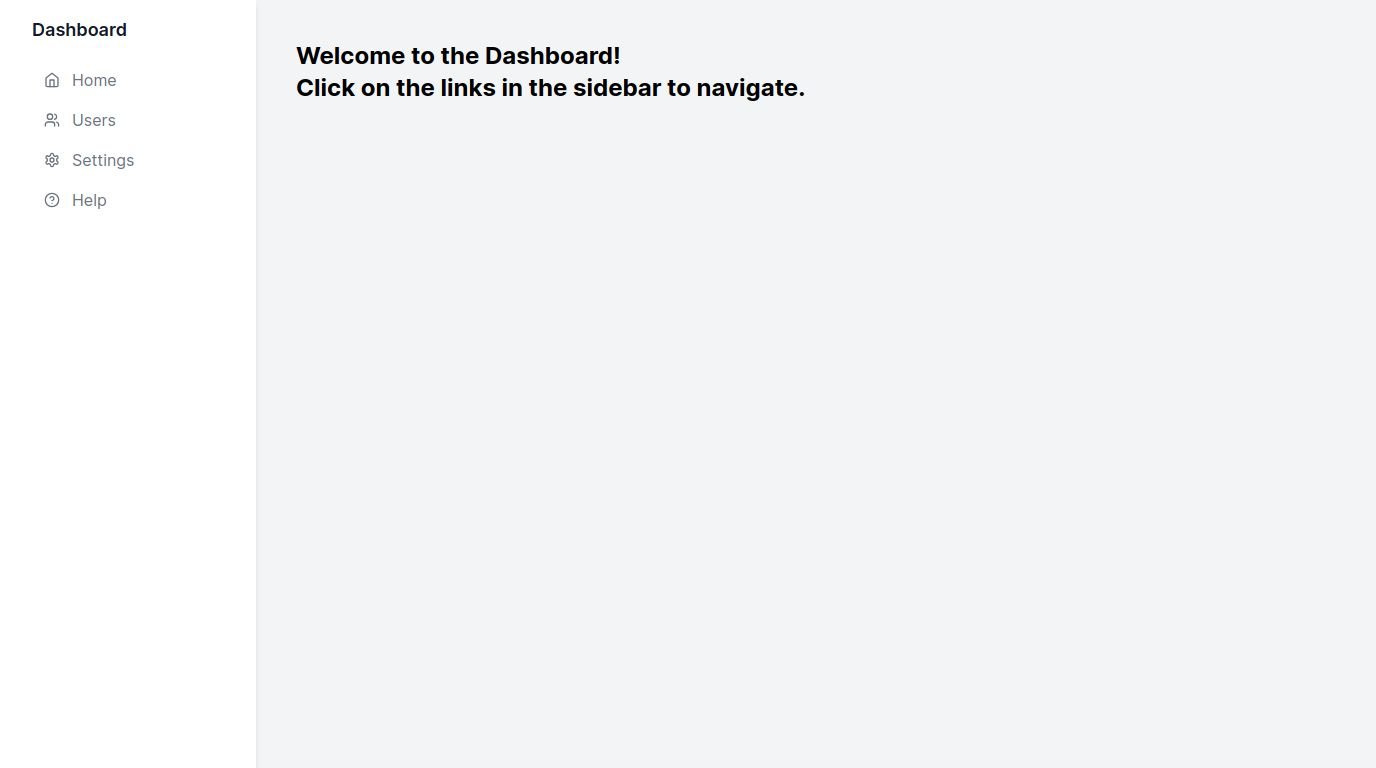 Dashboard
Home
Users
Settings
Help
Welcome to the Dashboard!
Click on the links in the sidebar to navigate.